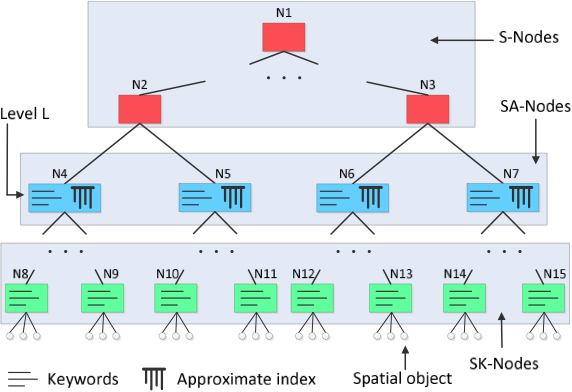 N1
S-Nodes
. . .
N2
N3
Level L
SA-Nodes
N4
N5
N6
N7
. . .
. . .
. . .
. . .
N8
N9
N10
N11
N12
N13
N14
N15
SK-Nodes
Keywords
Approximate index
Spatial object